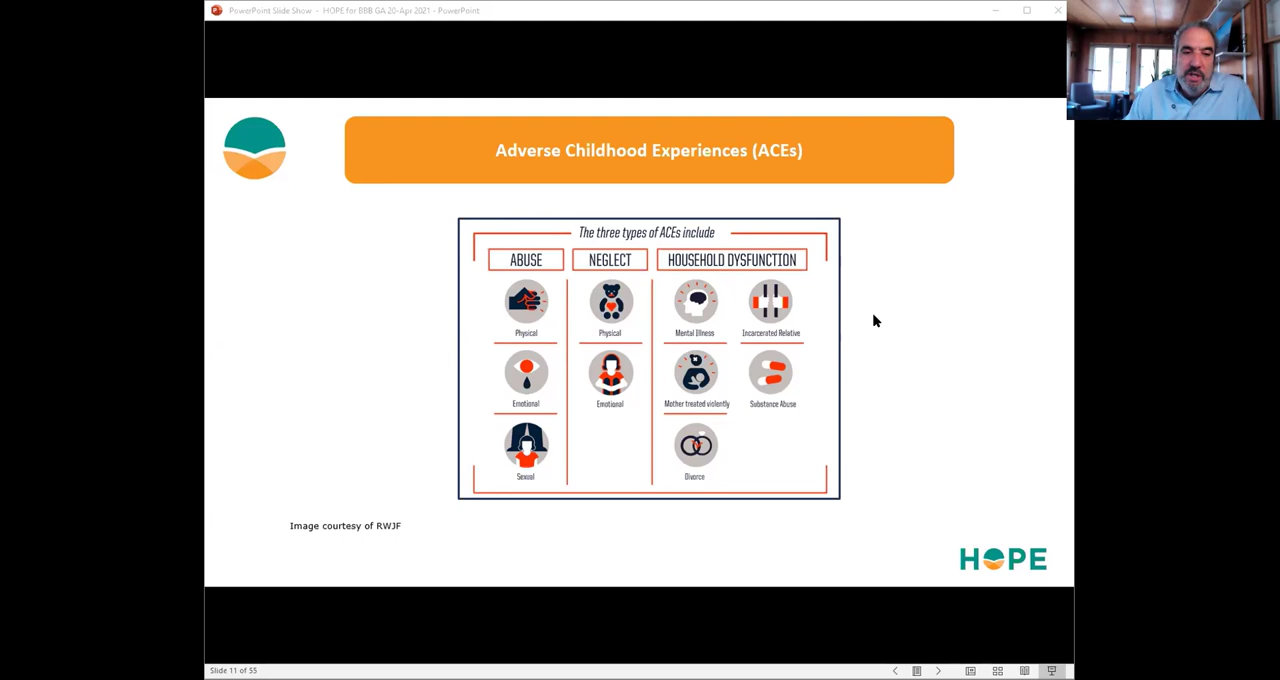 PowerPoint Slide Show - HOPE for BBB GA 20-Apr 2021 - PowerPoint
Adverse Childhood Experiences (ACEs)
The three types of ACEs include
ABUSE
NEGLECT
HOUSEHOLD DYSFUNCTION
Physical
Physical
Mental Illness
Incarcerated Relative
Emotional
Emotional
Mother treated violently
Substance Abuse
Sexual
Divorce
Image courtesy of RWJF
HOPE
Slide 11 of 55